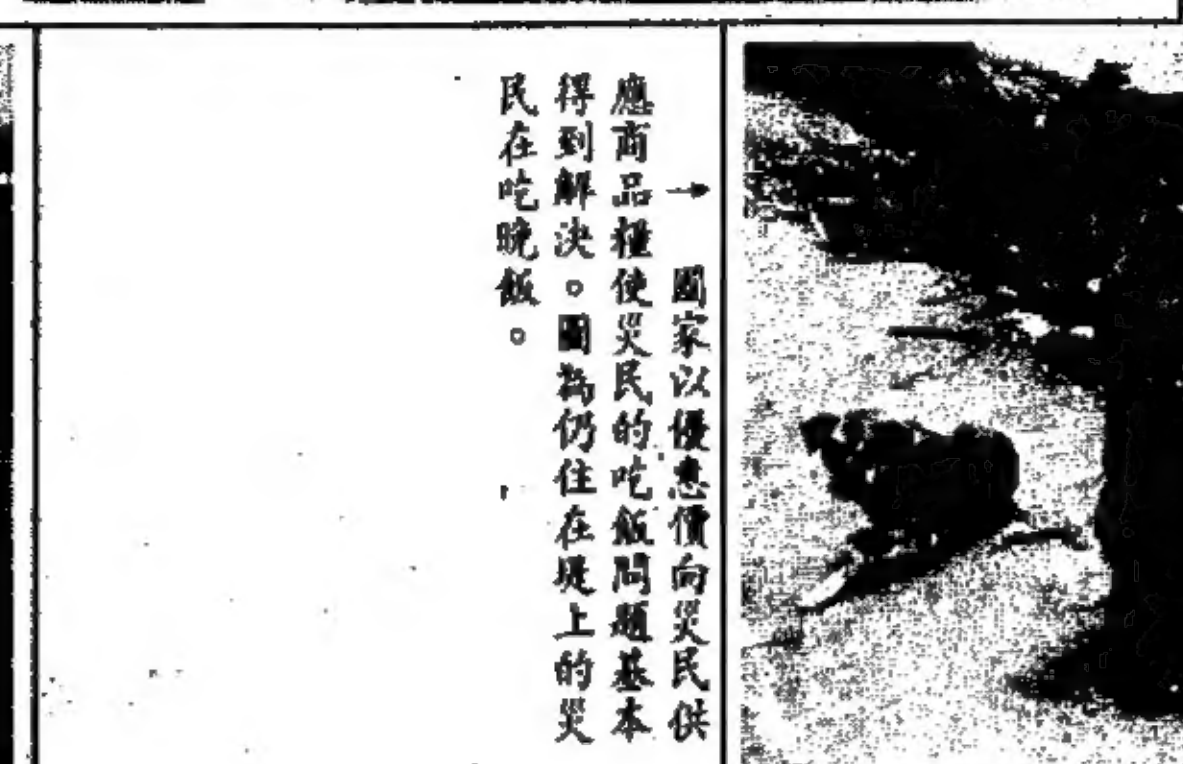 → 國家以優惠價向災民供
應商品糧使災民的吃飯問題基本
得到解決。圖為仍住在堤上的災
民在吃晚飯。